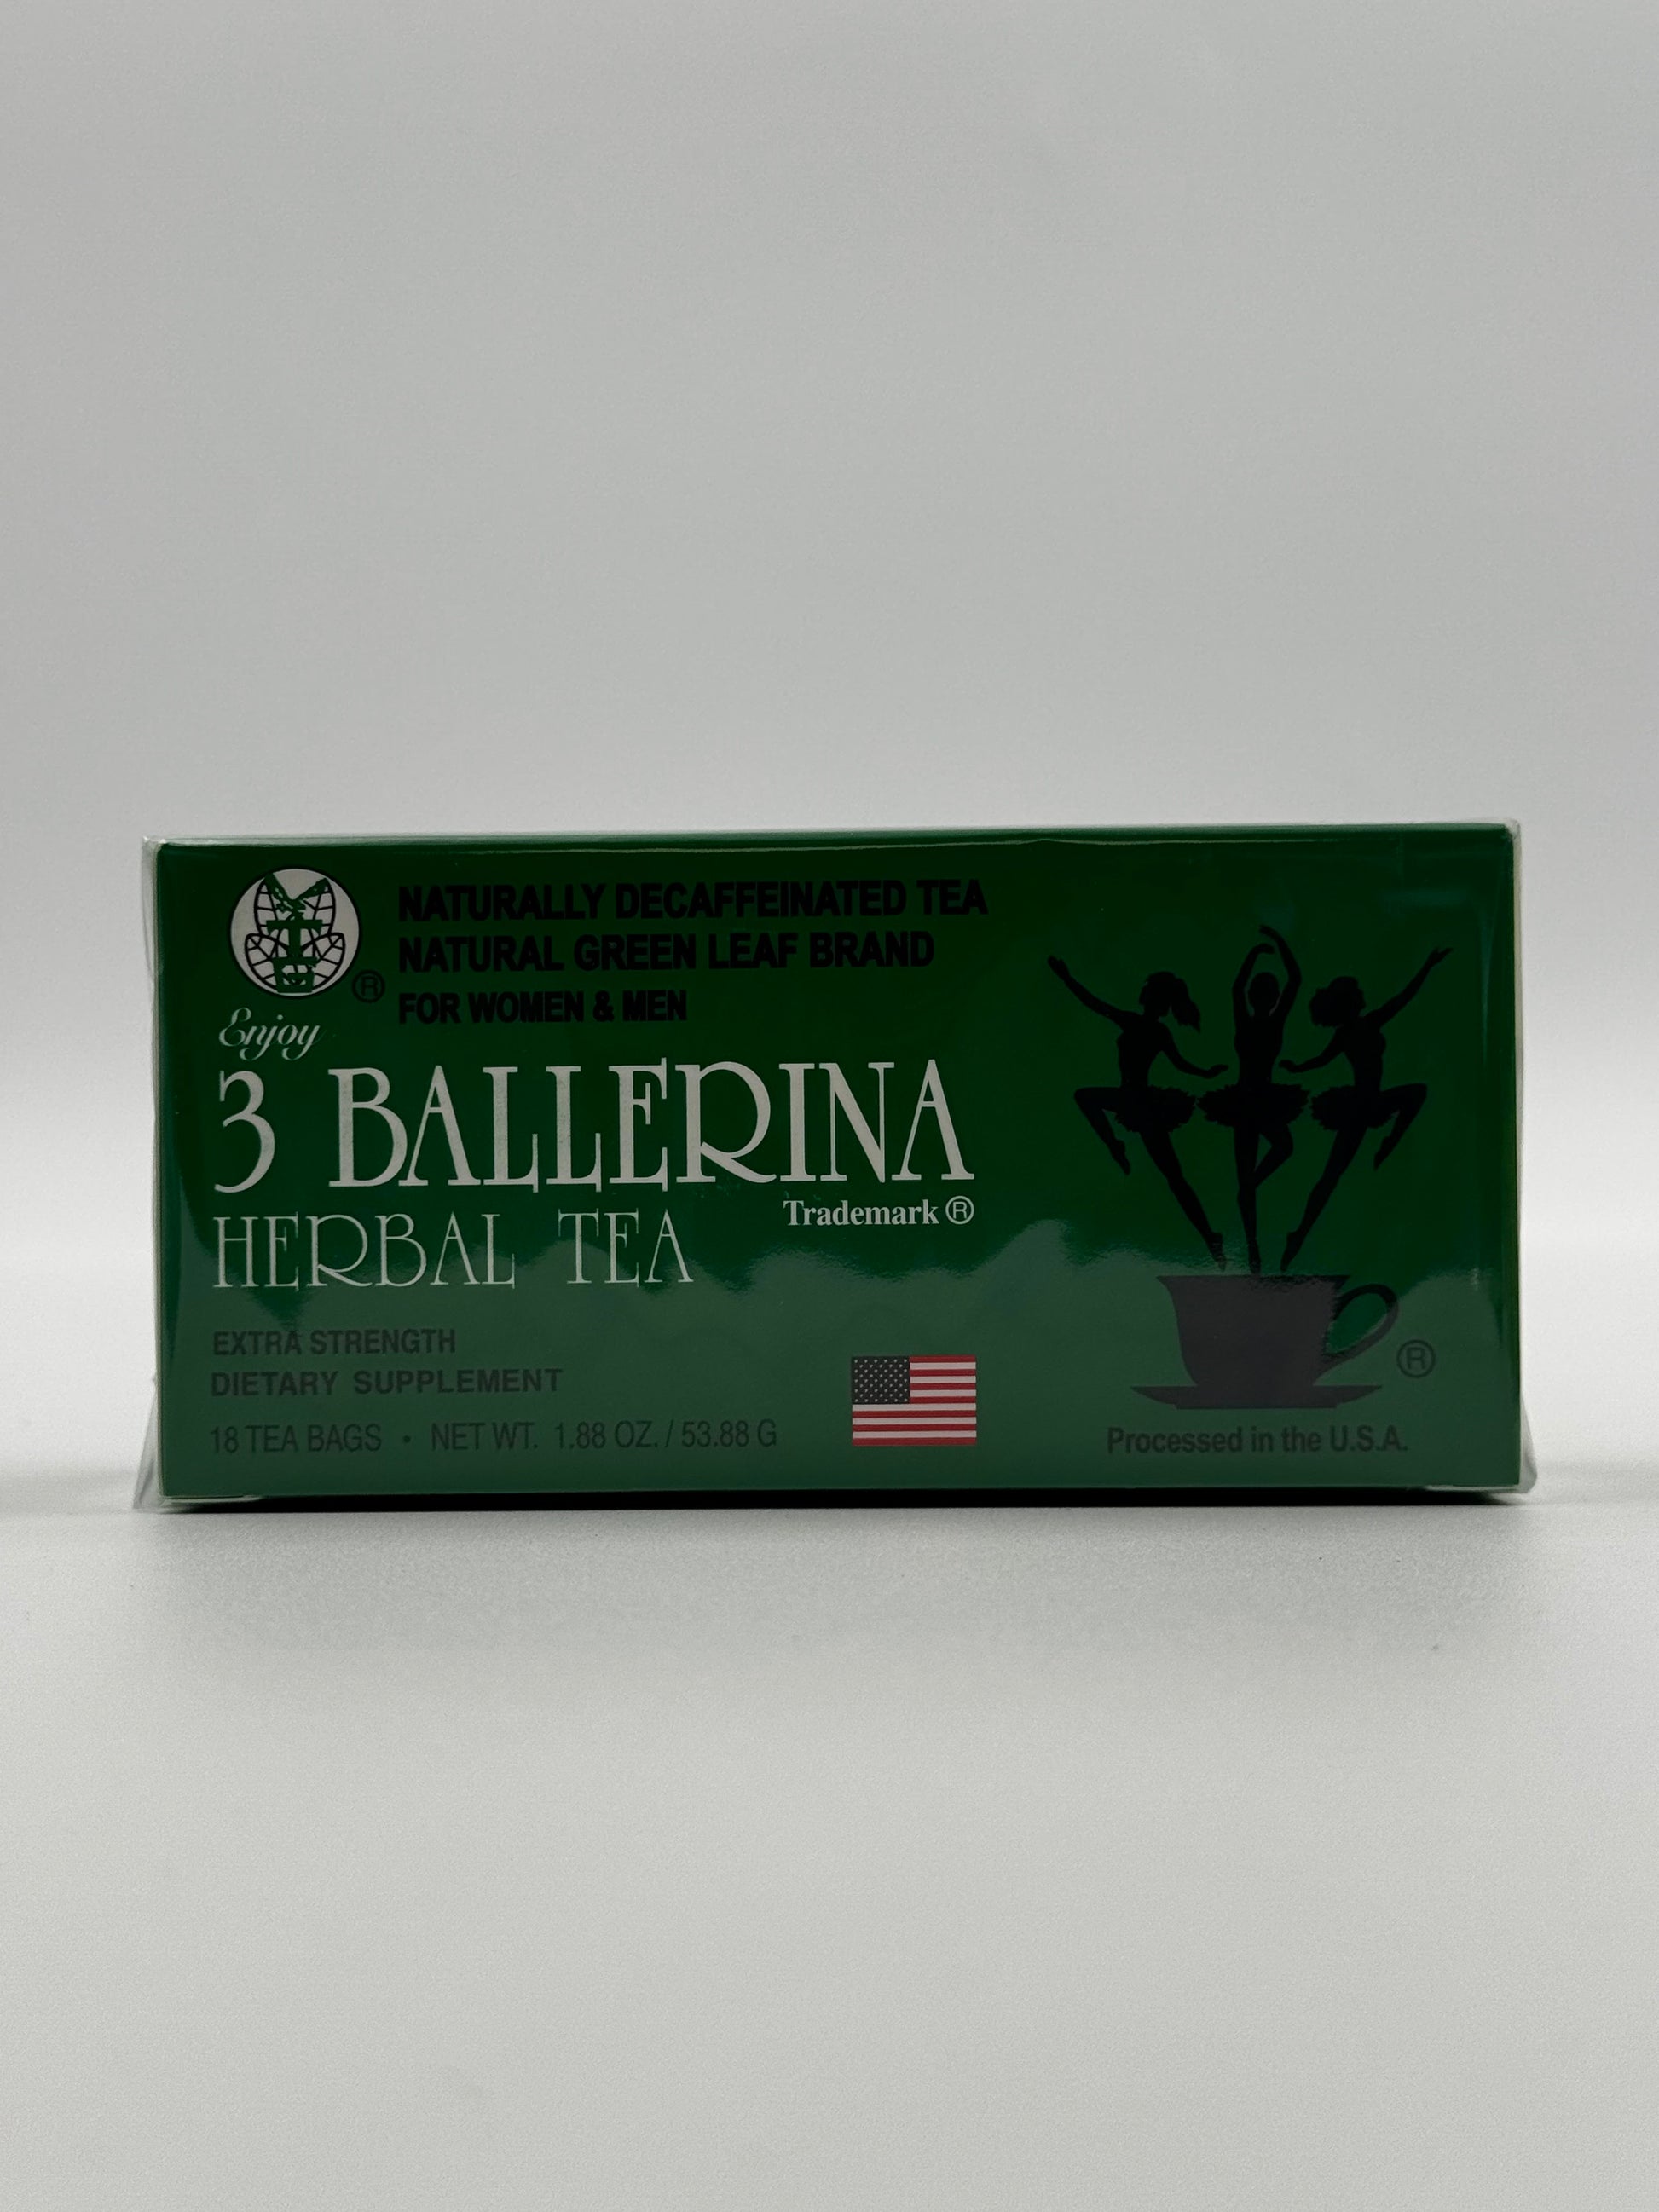 NATURALLY DECAFFEINATED TEA
NATURAL GREEN LEAF BRAND
®
FOR WOMEN & MEN
Enjoy
3 BALLERINA
Trademark ®
HERBAL TEA
EXTRA STRENGTH
DIETARY SUPPLEMENT
18 TEA BAGS • NET WT. 1.88 OZ. / 53.88 G
®
Processed in the U.S.A.